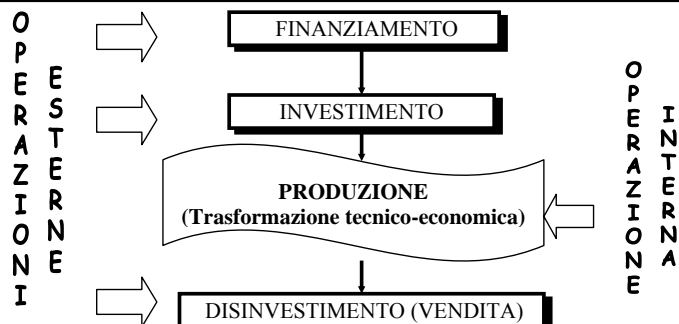 OPERAZIONI
ESTERNE
FINANZIAMENTO
INVESTIMENTO
PRODUZIONE
(Trasformazione tecnico-economica)
DISINVESTIMENTO (VENDITA)
OPERAZIONE
INTERNA